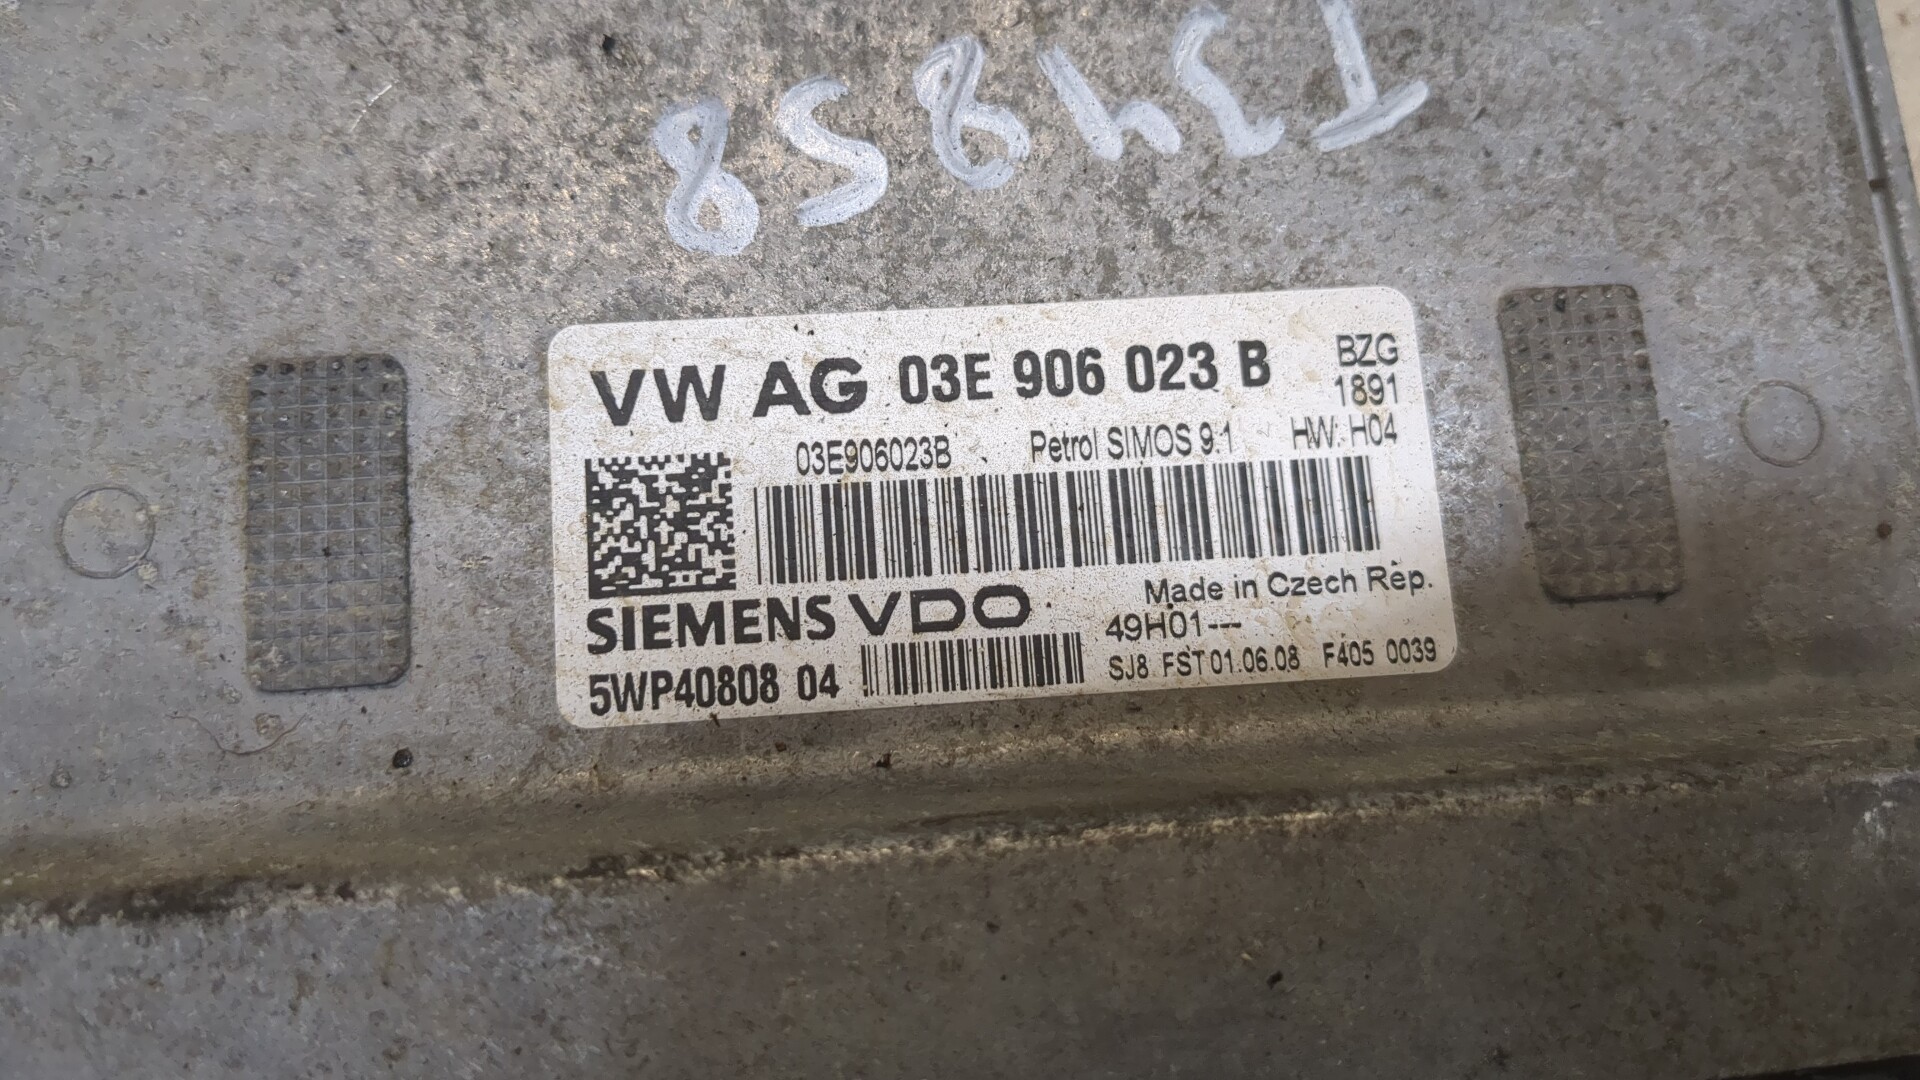 T34858
VW AG 03E 906 023 B
BZG
1891
03E906023B Petrol SIMOS 9.1 HW: H04
Made in Czech Rep.
SIEMENS VDO 49H01---
5WP40808 04 SJ8 FST 01.06.08 F405 0039